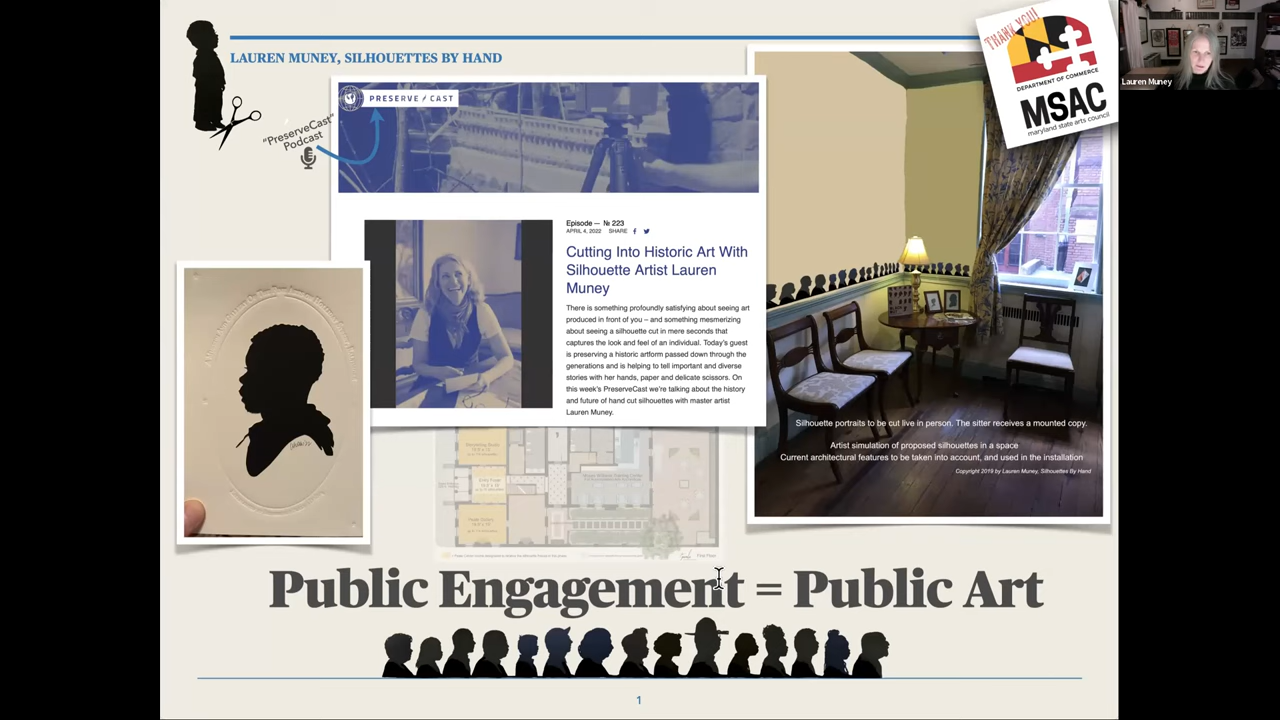 LAUREN MUNEY, SILHOUETTES BY HAND
"PreserveCast"
Podcast
PRESERVE / CAST
Episode — № 223
APRIL 4, 2022 SHARE
Cutting Into Historic Art With
Silhouette Artist Lauren
Muney
There is something profoundly satisfying about seeing art
produced in front of you – and something mesmerizing
about seeing a silhouette cut in mere seconds that
captures the look and feel of an individual. Today's guest
is preserving a historic artform passed down through the
generations and is helping to tell important and diverse
stories with her hands, paper and delicate scissors. On
this week's PreserveCast we're talking about the history
and future of hand cut silhouettes with master artist
Lauren Muney.
THANK YOU!
DEPARTMENT OF COMMERCE
MSAC
maryland state arts council
Lauren Muney
Silhouette portraits to be cut live in person. The sitter receives a mounted copy.
Artist simulation of proposed silhouettes in a space
Current architectural features to be taken into account, and used in the installation
Copyright 2019 by Lauren Muney, Silhouettes By Hand
Public Engagement = Public Art
1